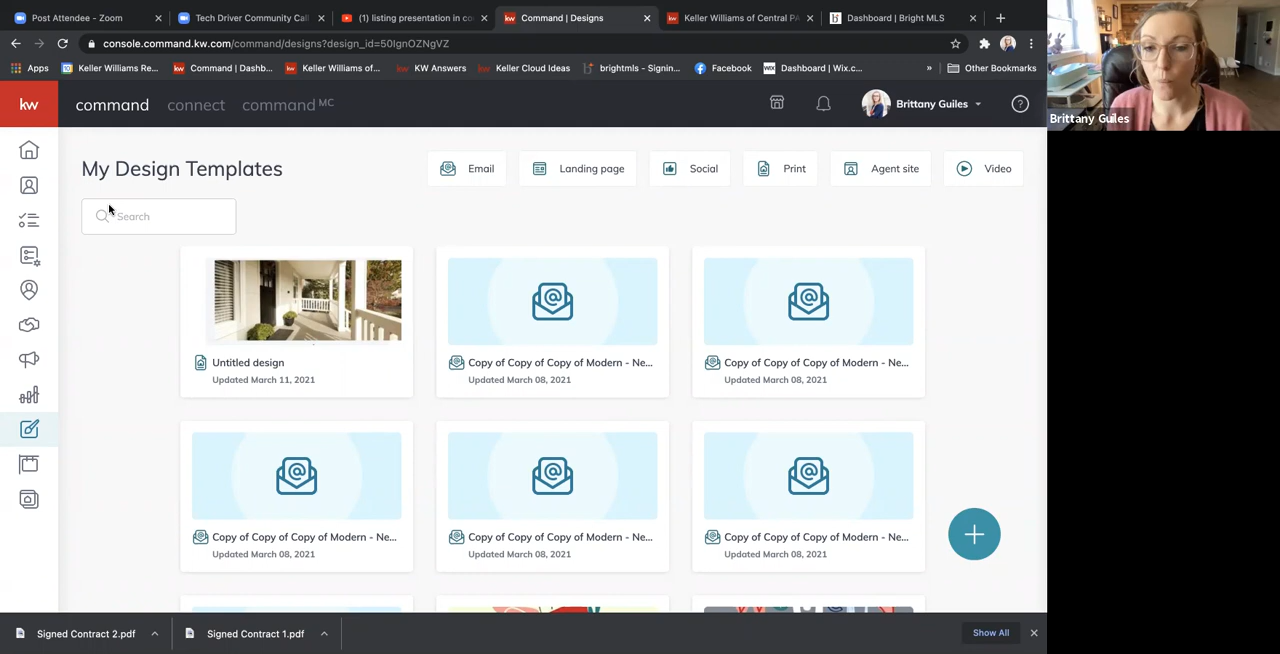 Post Attendee - Zoom
Tech Driver Community Cal
(1) listing presentation in co
Command | Designs
Keller Williams of Central PA
Dashboard | Bright MLS
console.command.kw.com/command/designs?design_id=50IgnOZNgVZ
Apps
Keller Williams Re...
Command | Dashb...
Keller Williams of...
KW Answers
Keller Cloud Ideas
brightmls - Signin...
Facebook
Dashboard | Wix.c...
»
Other Bookmarks
kw
command
connect
command MC
Brittany Guiles
Brittany Guiles
My Design Templates
Email
Landing page
Social
Print
Agent site
Video
Search
Untitled design
Updated March 11, 2021
Copy of Copy of Copy of Modern - Ne...
Updated March 08, 2021
Copy of Copy of Copy of Modern - Ne...
Updated March 08, 2021
Copy of Copy of Copy of Modern - Ne...
Updated March 08, 2021
Copy of Copy of Copy of Modern - Ne...
Updated March 08, 2021
Copy of Copy of Copy of Modern - Ne...
Updated March 08, 2021
Signed Contract 2.pdf
Signed Contract 1.pdf
Show All